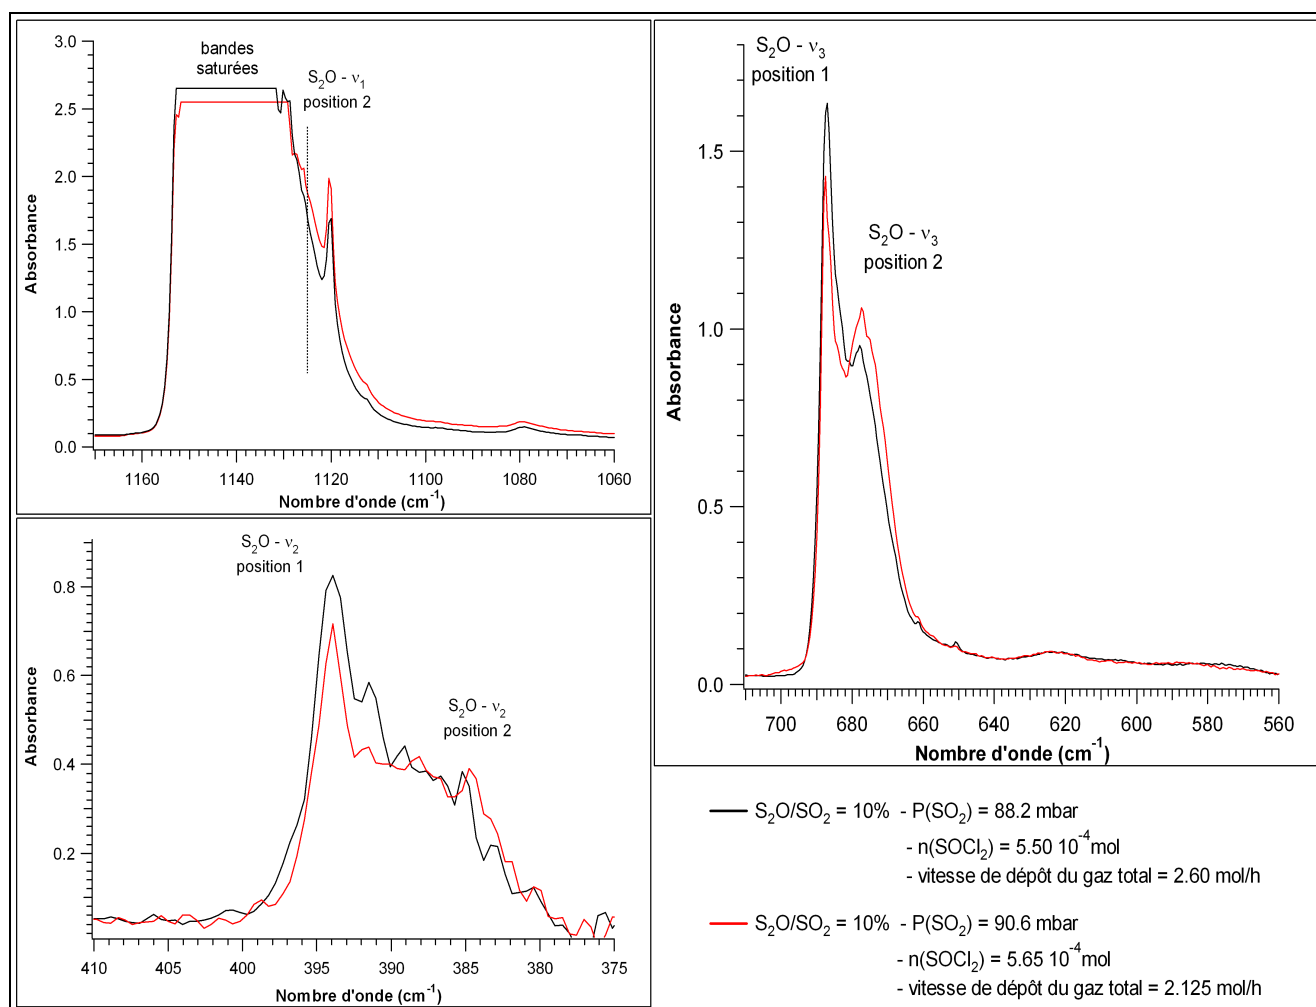 3.0
2.5
2.0
1.5
1.0
0.5
0.0
Absorbance
bandes
saturées
S2O - ν1
position 2
1160
1140
1120
1100
1080
1060
Nombre d'onde (cm-1)
0.8
0.6
0.4
0.2
Absorbance
S2O - ν2
position 1
S2O - ν2
position 2
410
405
400
395
390
385
380
375
Nombre d'onde (cm-1)
S2O - ν3
position 1
S2O - ν3
position 2
1.5
1.0
0.5
0.0
Absorbance
700
680
660
640
620
600
580
560
Nombre d'onde (cm-1)
S2O/SO2 = 10% - P(SO2) = 88.2 mbar
- n(SOCl2) = 5.50 10-4 mol
- vitesse de dépôt du gaz total = 2.60 mol/h
S2O/SO2 = 10% - P(SO2) = 90.6 mbar
- n(SOCl2) = 5.65 10-4 mol
- vitesse de dépôt du gaz total = 2.125 mol/h